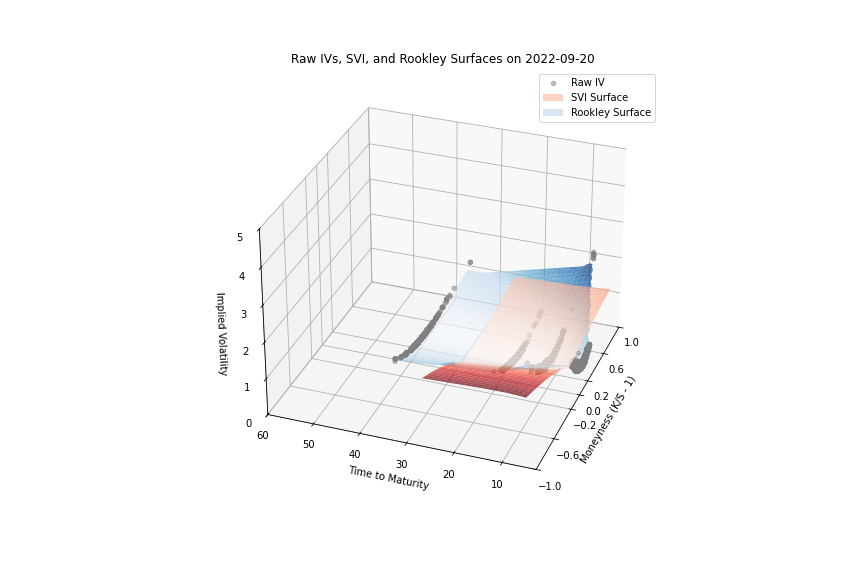 Raw IVs, SVI, and Rookley Surfaces on 2022-09-20
Raw IV
SVI Surface
Rookley Surface
5
4
3
2
1
0
Implied Volatility
60
50
40
30
20
10
Time to Maturity
1.0
0.6
0.2
0.0
−0.2
−0.6
−1.0
Moneyness (K/S - 1)